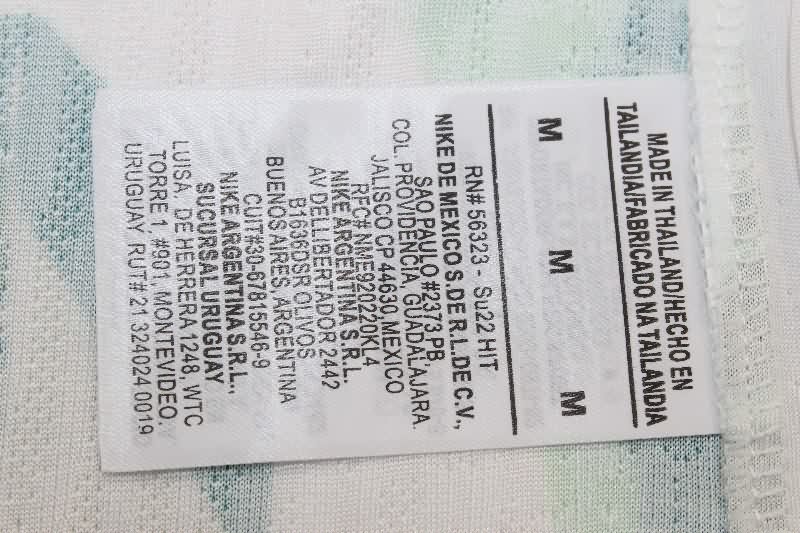 MADE IN THAILAND/HECHO EN
TAILANDIA/FABRICADO NA TAILANDIA
M M M
RN# 56323 - Su22 HIT
NIKE DE MEXICO S.DE R.L.DE C.V.,
SAO PAULO #2373,PB,
COL. PROVIDENCIA, GUADALAJARA.
JALISCO CP 44630, MEXICO
RFC# NME920220KL4
NIKE ARGENTINA S.R.L.
AV DELLIBERTADOR 2442
B1636DSR OLIVOS
BUENOS AIRES, ARGENTINA
CUIT#30-67815546-9
NIKE ARGENTINA S.R.L.,
SUCURSAL URUGUAY
LUISA. DE HERRERA 1248, WTC
TORRE 1, #901, MONTEVIDEO.
URUGUAY, RUT# 21 324024 0019